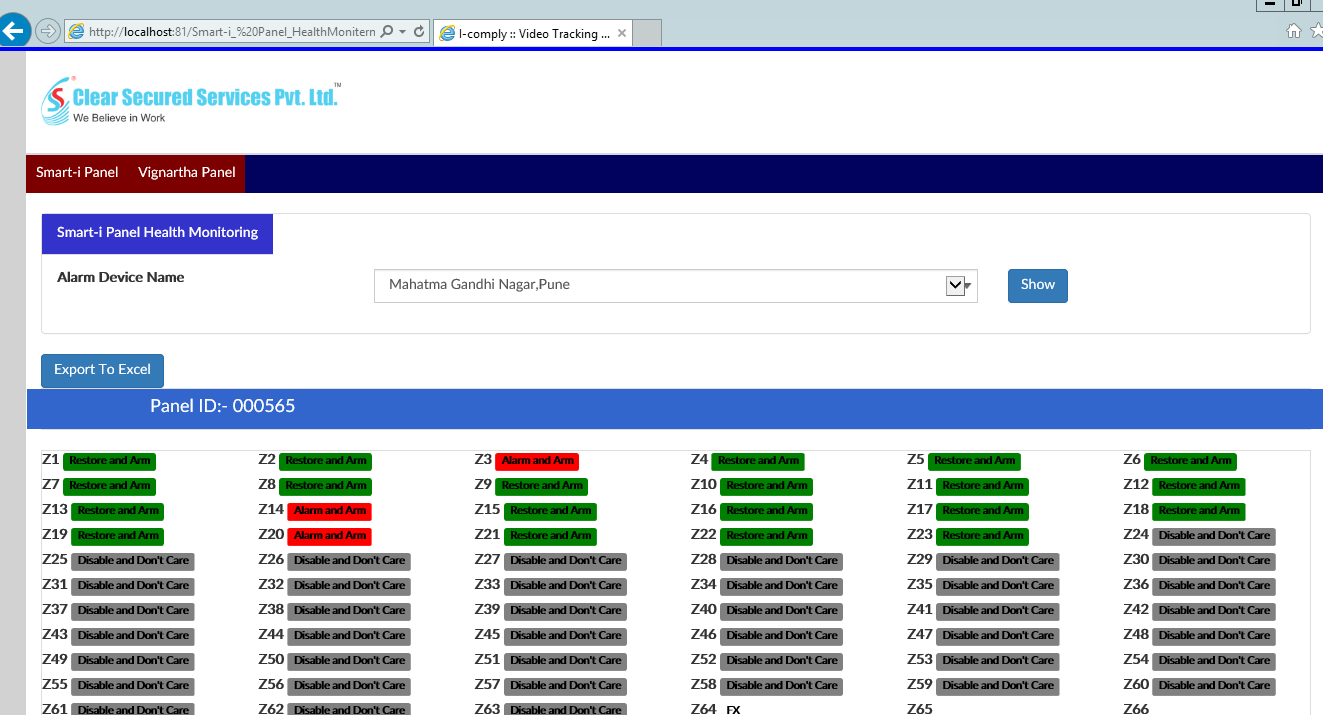 http://localhost:81/Smart-i_%20Panel_HealthMonitern
I-comply :: Video Tracking ...
Clear Secured Services Pvt. Ltd.™
We Believe in Work
Smart-i Panel Vignartha Panel
Smart-i Panel Health Monitoring
Alarm Device Name Mahatma Gandhi Nagar,Pune Show
Export To Excel
Panel ID:- 000565
Z1 Restore and Arm Z2 Restore and Arm Z3 Alarm and Arm Z4 Restore and Arm Z5 Restore and Arm Z6 Restore and Arm
Z7 Restore and Arm Z8 Restore and Arm Z9 Restore and Arm Z10 Restore and Arm Z11 Restore and Arm Z12 Restore and Arm
Z13 Restore and Arm Z14 Alarm and Arm Z15 Restore and Arm Z16 Restore and Arm Z17 Restore and Arm Z18 Restore and Arm
Z19 Restore and Arm Z20 Alarm and Arm Z21 Restore and Arm Z22 Restore and Arm Z23 Restore and Arm Z24 Disable and Don't Care
Z25 Disable and Don't Care Z26 Disable and Don't Care Z27 Disable and Don't Care Z28 Disable and Don't Care Z29 Disable and Don't Care Z30 Disable and Don't Care
Z31 Disable and Don't Care Z32 Disable and Don't Care Z33 Disable and Don't Care Z34 Disable and Don't Care Z35 Disable and Don't Care Z36 Disable and Don't Care
Z37 Disable and Don't Care Z38 Disable and Don't Care Z39 Disable and Don't Care Z40 Disable and Don't Care Z41 Disable and Don't Care Z42 Disable and Don't Care
Z43 Disable and Don't Care Z44 Disable and Don't Care Z45 Disable and Don't Care Z46 Disable and Don't Care Z47 Disable and Don't Care Z48 Disable and Don't Care
Z49 Disable and Don't Care Z50 Disable and Don't Care Z51 Disable and Don't Care Z52 Disable and Don't Care Z53 Disable and Don't Care Z54 Disable and Don't Care
Z55 Disable and Don't Care Z56 Disable and Don't Care Z57 Disable and Don't Care Z58 Disable and Don't Care Z59 Disable and Don't Care Z60 Disable and Don't Care
Z61 Disable and Don't Care Z62 Disable and Don't Care Z63 Disable and Don't Care Z64 FX Z65 Z66